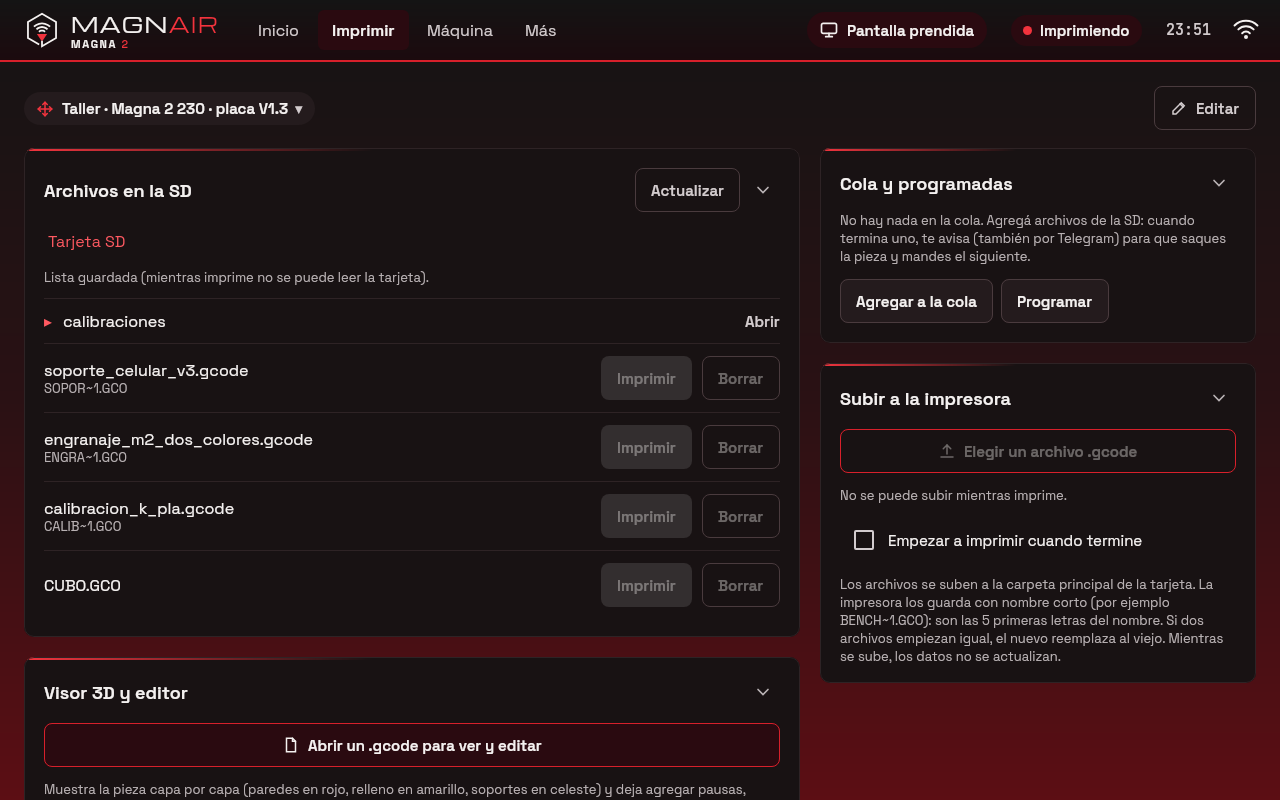 MAGNAIR
MAGNA 2
Inicio
Imprimir
Máquina
Más
Pantalla prendida
Imprimiendo
23:51
Taller · Magna 2 230 · placa V1.3 ▾
Editar
Archivos en la SD
Actualizar
Tarjeta SD
Lista guardada (mientras imprime no se puede leer la tarjeta).
▸ calibraciones
Abrir
soporte_celular_v3.gcode
SOPOR~1.GCO
Imprimir
Borrar
engranaje_m2_dos_colores.gcode
ENGRA~1.GCO
Imprimir
Borrar
calibracion_k_pla.gcode
CALIB~1.GCO
Imprimir
Borrar
CUBO.GCO
Imprimir
Borrar
Visor 3D y editor
Abrir un .gcode para ver y editar
Muestra la pieza capa por capa (paredes en rojo, relleno en amarillo, soportes en celeste) y deja agregar pausas,
Cola y programadas
No hay nada en la cola. Agregá archivos de la SD: cuando
termina uno, te avisa (también por Telegram) para que saques
la pieza y mandes el siguiente.
Agregar a la cola
Programar
Subir a la impresora
Elegir un archivo .gcode
No se puede subir mientras imprime.
Empezar a imprimir cuando termine
Los archivos se suben a la carpeta principal de la tarjeta. La
impresora los guarda con nombre corto (por ejemplo
BENCH~1.GCO): son las 5 primeras letras del nombre. Si dos
archivos empiezan igual, el nuevo reemplaza al viejo. Mientras
se sube, los datos no se actualizan.